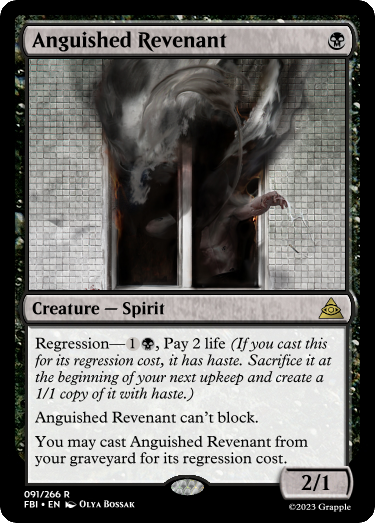 Anguished Revenant
Creature — Spirit
Regression—1, Pay 2 life (If you cast this
for its regression cost, it has haste. Sacrifice it at
the beginning of your next upkeep and create a
1/1 copy of it with haste.)
Anguished Revenant can't block.
You may cast Anguished Revenant from
your graveyard for its regression cost.
2/1
091/266 R
FBI • EN Olya Bossak
©2023 Grapple